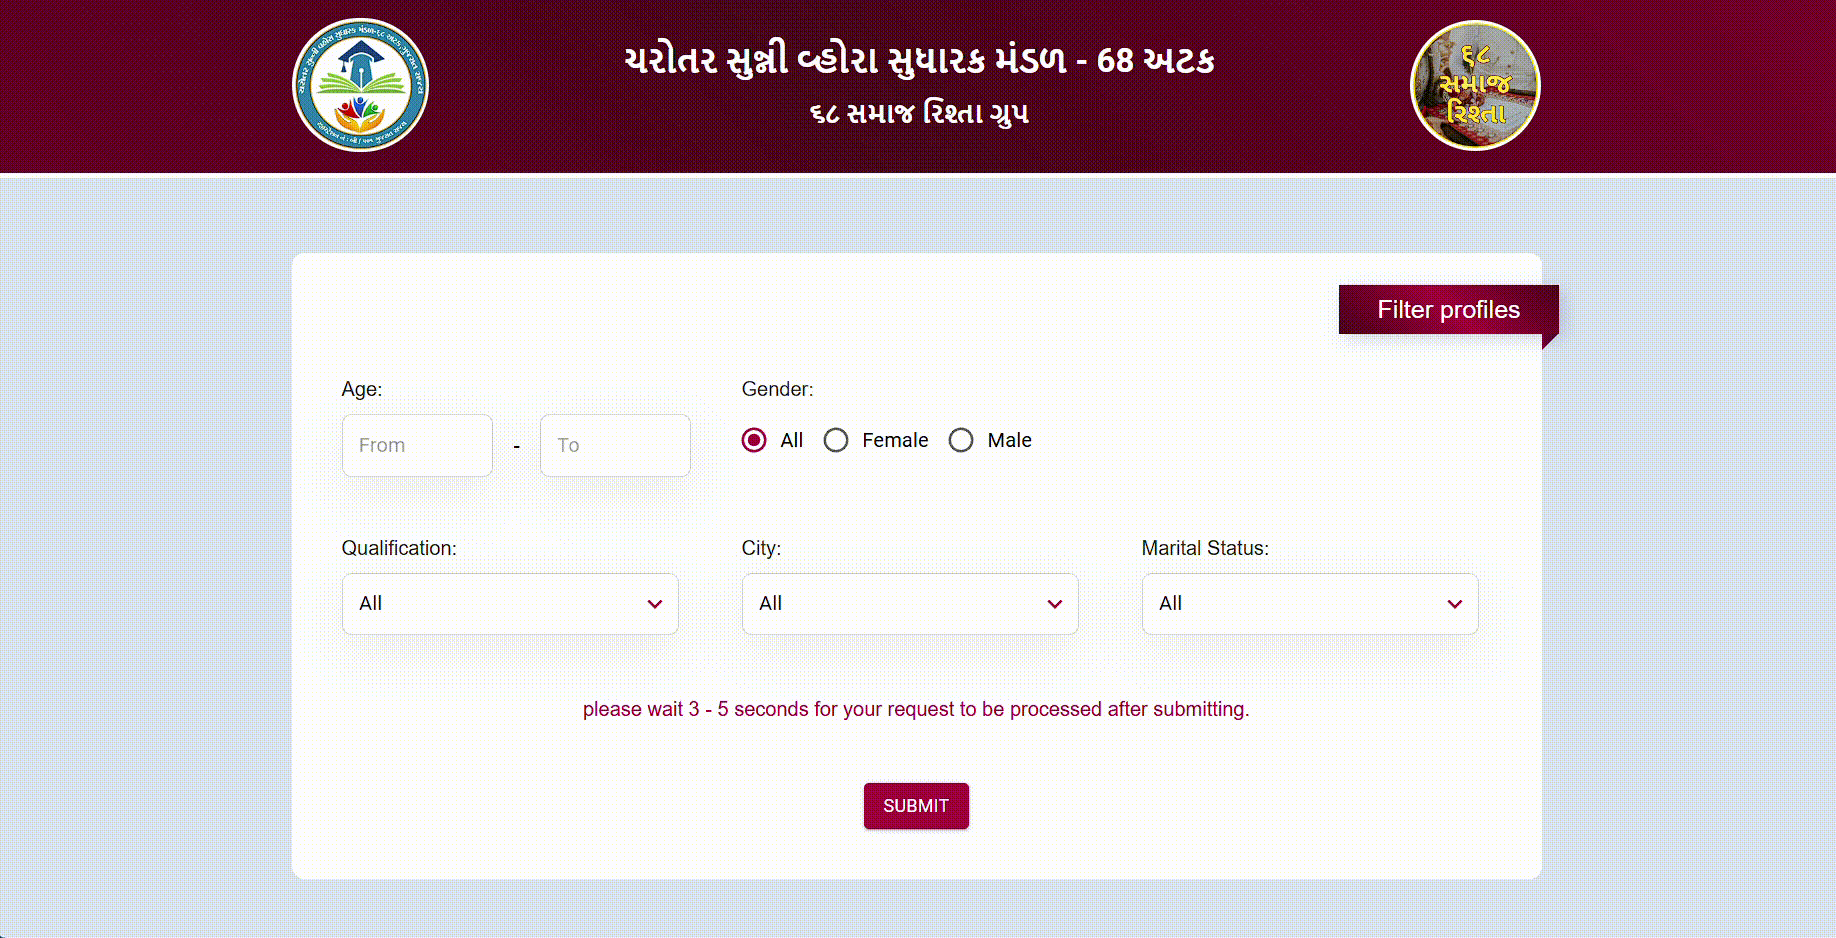 ચરોતર સુન્ની વ્હોરા સુધારક મંડળ - 68 અટક
૬૮ સમાજ રિશ્તા ગ્રુપ
૬૮
સમાજ
રિશ્તા
Filter profiles
Age:
Gender:
From - To
All Female Male
Qualification:
City:
Marital Status:
All
All
All
please wait 3 - 5 seconds for your request to be processed after submitting.
SUBMIT